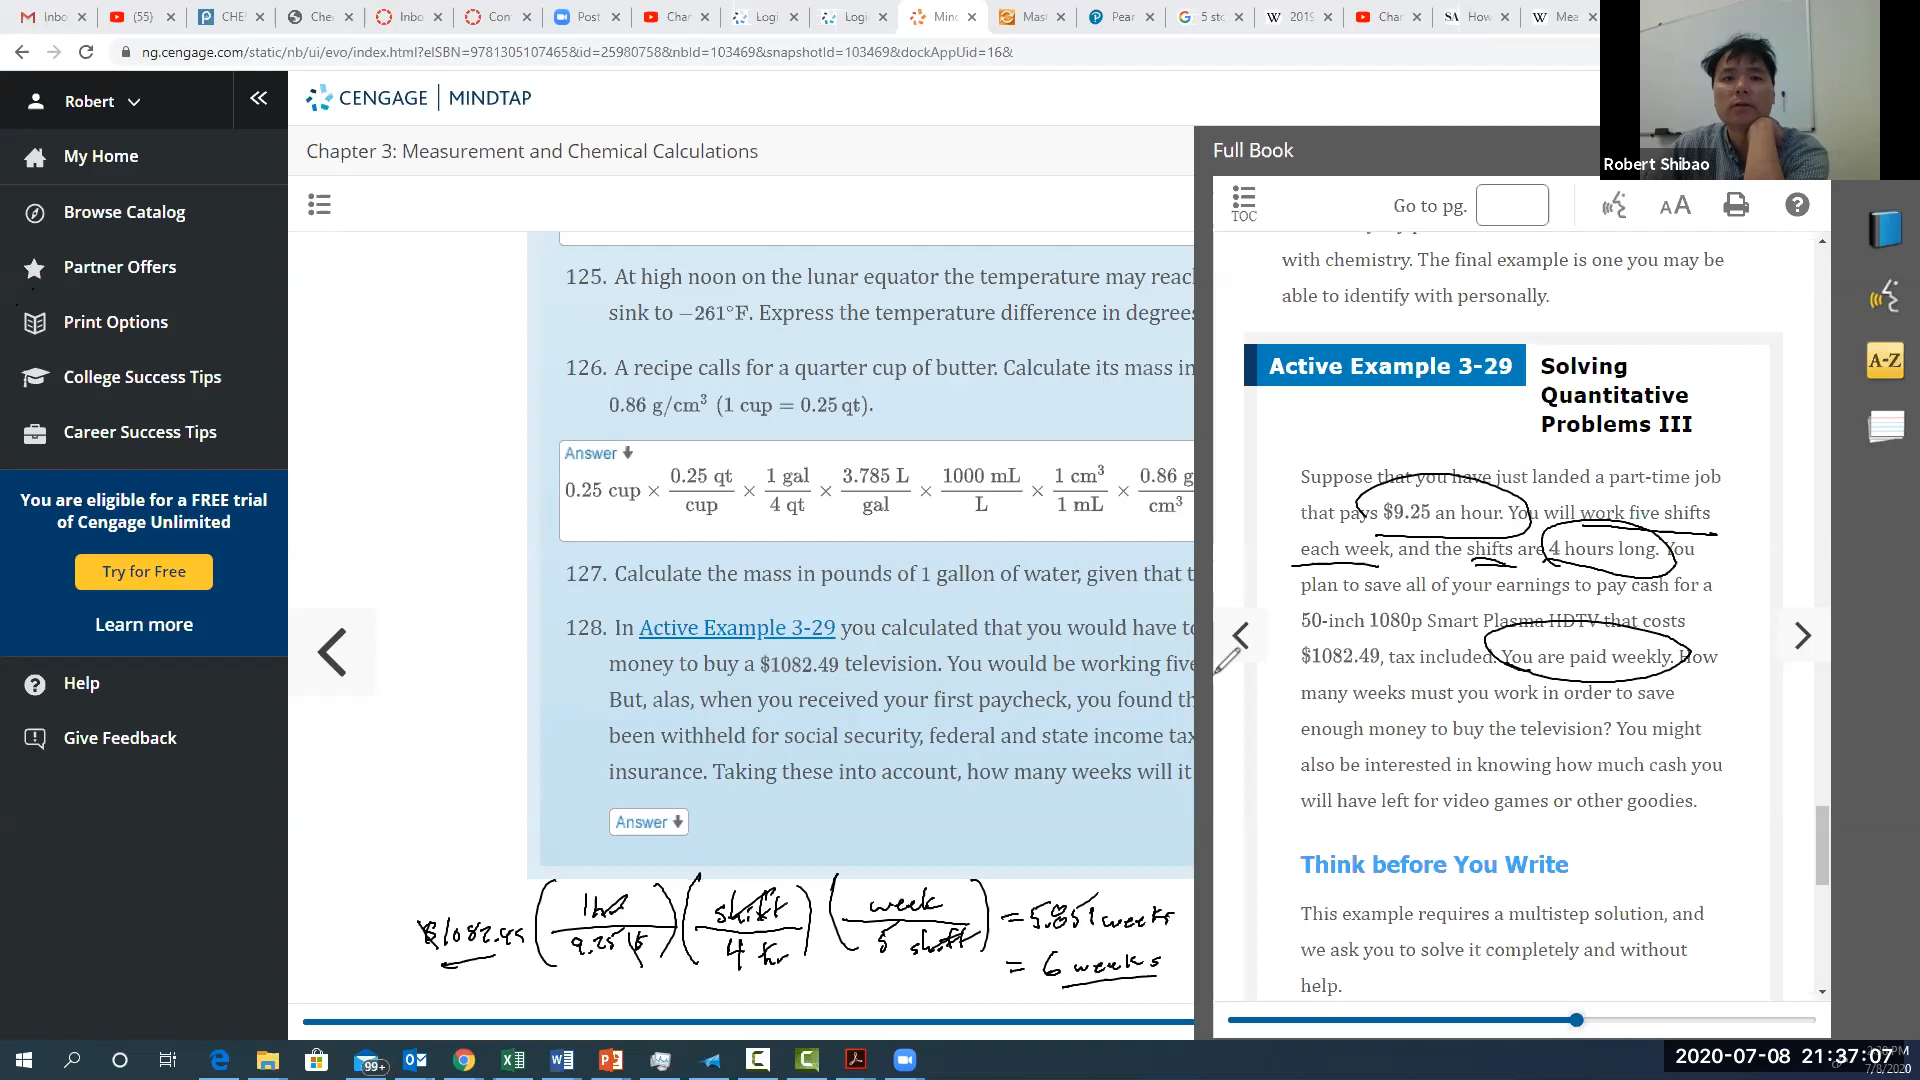 Inbo
(55)
CHE
Che
Inbo
Con
Post
Char
Logi
Logi
Mind
Mast
Pear
5 sto
2019
Char
How
Mea
ng.cengage.com/static/nb/ui/evo/index.html?eISBN=9781305107465&id=25980758&nbId=103469&snapshotId=103469&dockAppUid=16&
Robert
My Home
Browse Catalog
Partner Offers
Print Options
College Success Tips
Career Success Tips
You are eligible for a FREE trial
of Cengage Unlimited
Try for Free
Learn more
Help
Give Feedback
CENGAGE | MINDTAP
Chapter 3: Measurement and Chemical Calculations
125. At high noon on the lunar equator the temperature may reac
sink to −261°F. Express the temperature difference in degrees
126. A recipe calls for a quarter cup of butter. Calculate its mass in
0.86 g/cm³ (1 cup = 0.25 qt).
Answer
0.25 cup × 0.25 qt/cup × 1 gal/4 qt × 3.785 L/gal × 1000 mL/L × 1 cm³/1 mL × 0.86 g/cm³
127. Calculate the mass in pounds of 1 gallon of water, given that t
128. In Active Example 3-29 you calculated that you would have to
money to buy a $1082.49 television. You would be working five
But, alas, when you received your first paycheck, you found th
been withheld for social security, federal and state income tax
insurance. Taking these into account, how many weeks will it
Answer
$1082.49 (1 hr/9.25 $) (shift/4 hr) (week/5 shift) = 5.851 weeks
= 6 weeks
Full Book
Robert Shibao
TOC
Go to pg.
AA
A-Z
with chemistry. The final example is one you may be
able to identify with personally.
Active Example 3-29
Solving
Quantitative
Problems III
Suppose that you have just landed a part-time job
that pays $9.25 an hour. You will work five shifts
each week, and the shifts are 4 hours long. You
plan to save all of your earnings to pay cash for a
50-inch 1080p Smart Plasma HDTV that costs
$1082.49, tax included. You are paid weekly. How
many weeks must you work in order to save
enough money to buy the television? You might
also be interested in knowing how much cash you
will have left for video games or other goodies.
Think before You Write
This example requires a multistep solution, and
we ask you to solve it completely and without
help.
99+
2020-07-08 21:37:07
7/8/2020